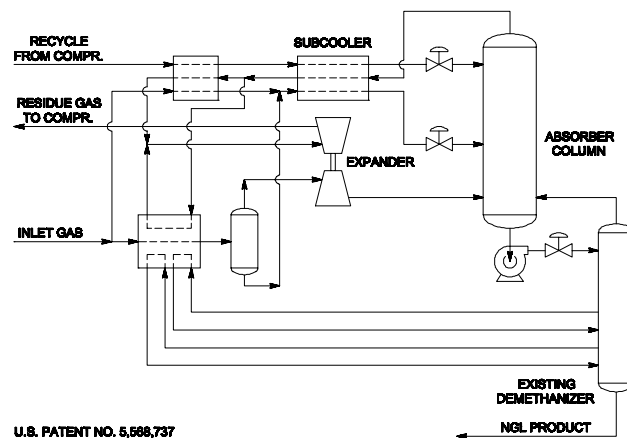 RECYCLE
FROM COMPR.
SUBCOOLER
RESIDUE GAS
TO COMPR.
ABSORBER
COLUMN
EXPANDER
INLET GAS
EXISTING
DEMETHANIZER
NGL PRODUCT
U.S. PATENT NO. 5,568,737